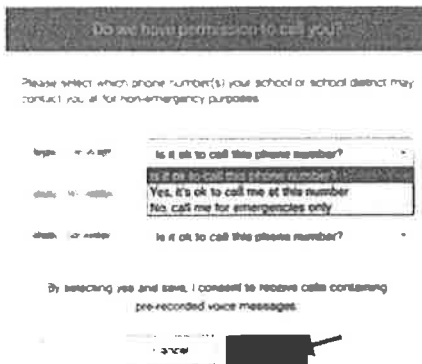 Do we have permission to call you?
Please select which phone number(s) your school or school district may
contact you at for non-emergency purposes
Is it ok to call this phone number?
Is it ok to call this phone number?
Yes, it's ok to call me at this number
No, call me for emergencies only
Is it ok to call this phone number?
By selecting yes and save, I consent to receive calls containing
pre-recorded voice messages.
Cancel